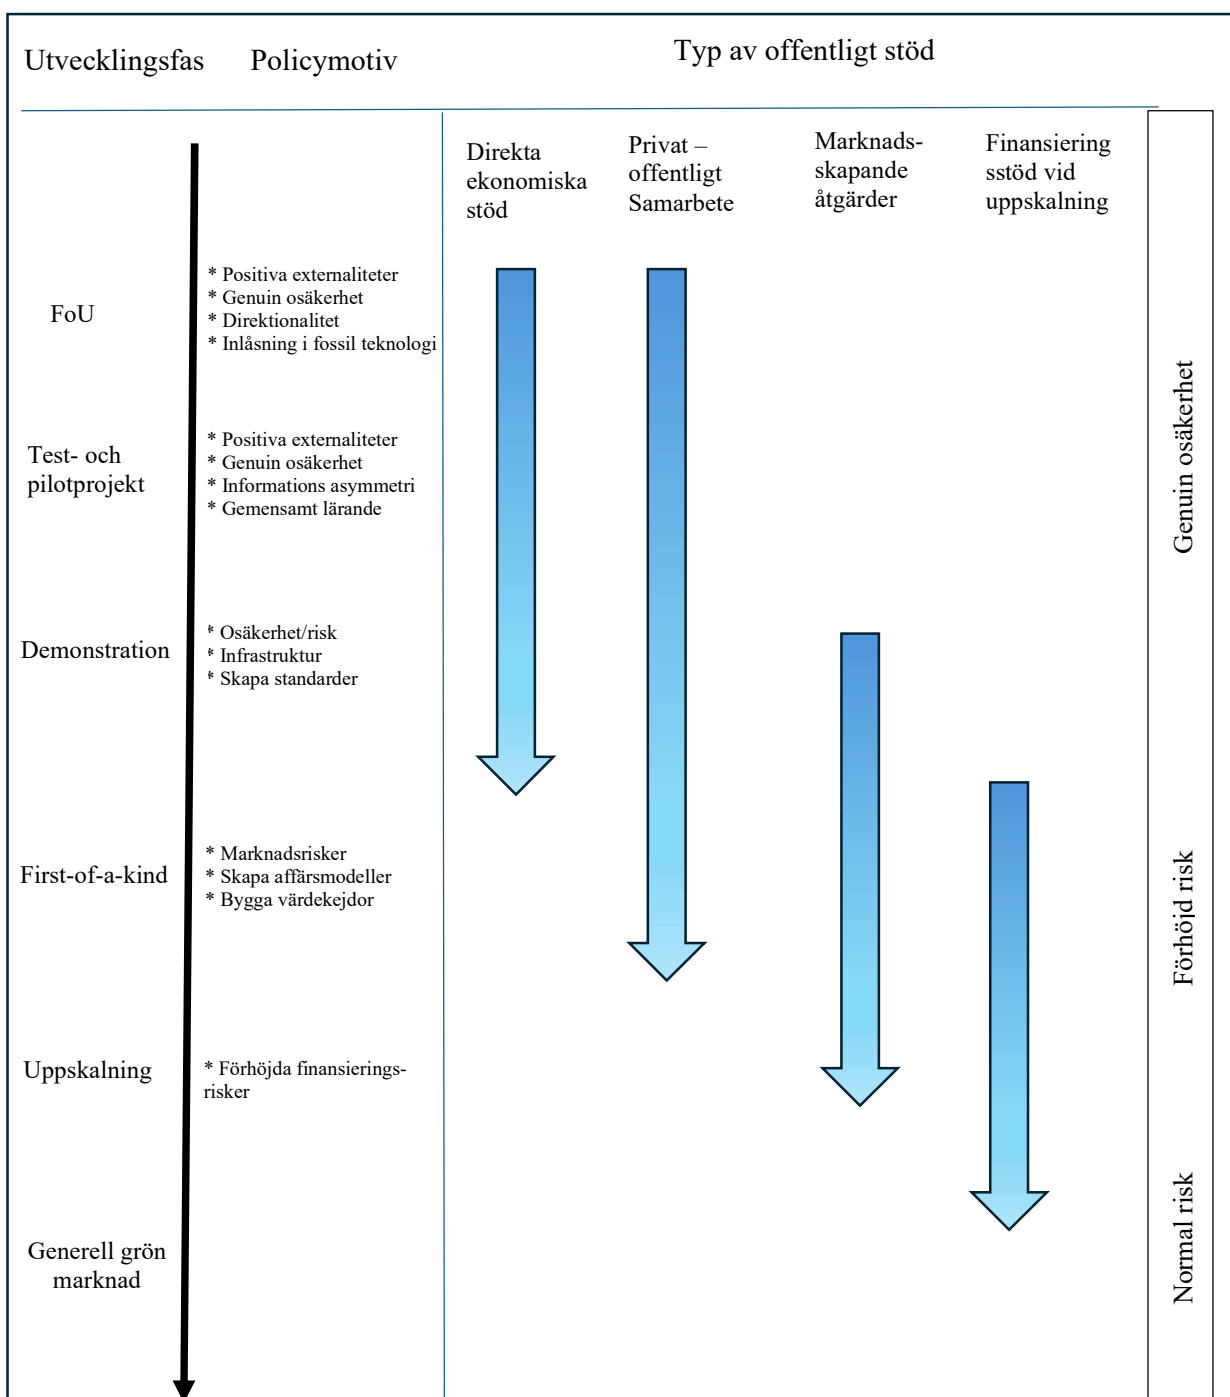 Utvecklingsfas
Policymotiv
Typ av offentligt stöd
Direkta
ekonomiska
stöd
Privat –
offentligt
Samarbete
Marknads-
skapande
åtgärder
Finansiering
sstöd vid
uppskalning
FoU
* Positiva externaliteter
* Genuin osäkerhet
* Direktionalitet
* Inlåsning i fossil teknologi
Test- och
pilotprojekt
* Positiva externaliteter
* Genuin osäkerhet
* Informations asymmetri
* Gemensamt lärande
Demonstration
* Osäkerhet/risk
* Infrastruktur
* Skapa standarder
First-of-a-kind
* Marknadsrisker
* Skapa affärsmodeller
* Bygga värdekejdor
Uppskalning
* Förhöjda finansierings-
risker
Generell grön
marknad
Genuin osäkerhet
Förhöjd risk
Normal risk